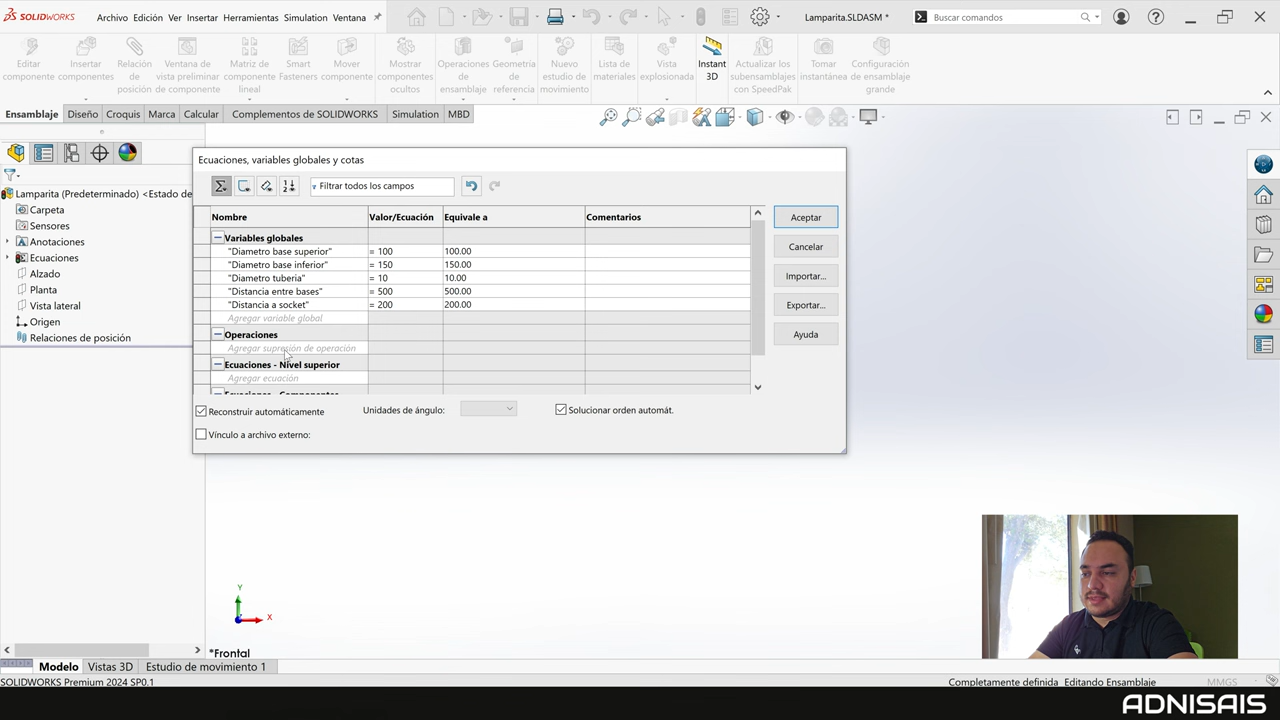 SOLIDWORKS
Archivo Edición Ver Insertar Herramientas Simulation Ventana
Lamparita.SLDASM *
Buscar comandos
Editar componente
Insertar componentes
Relación de posición
Ventana de vista preliminar de componente
Matriz de componentes lineal
Smart Fasteners
Mover componente
Mostrar componentes ocultos
Operaciones de ensamblaje
Geometría de referencia
Nuevo estudio de movimiento
Lista de materiales
Vista explosionada
Instant 3D
Actualizar los subensamblajes con SpeedPak
Tomar instantánea
Configuración de ensamblaje grande
Ensamblaje Diseño Croquis Marca Calcular Complementos de SOLIDWORKS Simulation MBD
Lamparita (Predeterminado) <Estado de
Carpeta
Sensores
Anotaciones
Ecuaciones
Alzado
Planta
Vista lateral
Origen
Relaciones de posición
Ecuaciones, variables globales y cotas
Filtrar todos los campos
Nombre Valor/Ecuación Equivale a Comentarios
Variables globales
"Diametro base superior" = 100 100.00
"Diametro base inferior" = 150 150.00
"Diametro tuberia" = 10 10.00
"Distancia entre bases" = 500 500.00
"Distancia a socket" = 200 200.00
Agregar variable global
Operaciones
Agregar supresión de operación
Ecuaciones - Nivel superior
Agregar ecuación
Ecuaciones - Componentes
Aceptar
Cancelar
Importar...
Exportar...
Ayuda
Reconstruir automáticamente
Unidades de ángulo:
Solucionar orden automát.
Vínculo a archivo externo:
Y
X
*Frontal
Modelo Vistas 3D Estudio de movimiento 1
SOLIDWORKS Premium 2024 SP0.1
Completamente definida Editando Ensamblaje MMGS
ADNISAIS